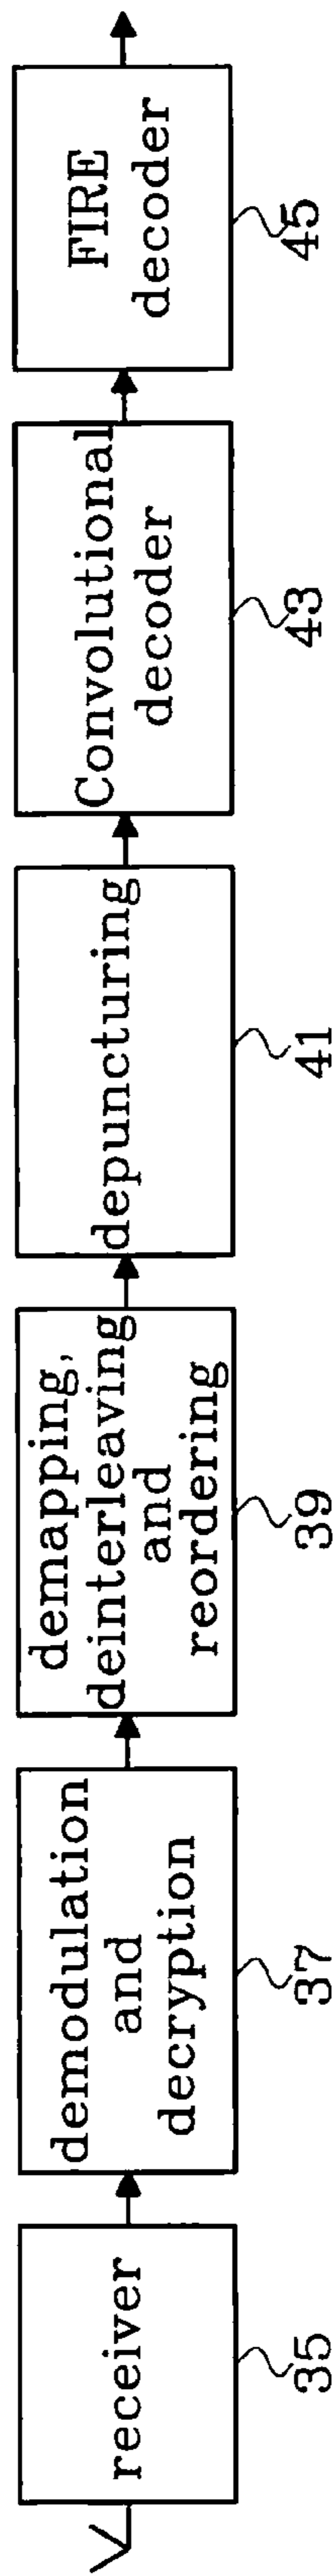 receiver
35
demodulation
and
decryption
37
demapping,
deinterleaving
and
reordering
39
depuncturing
41
Convolutional
decoder
43
FIRE
decoder
45